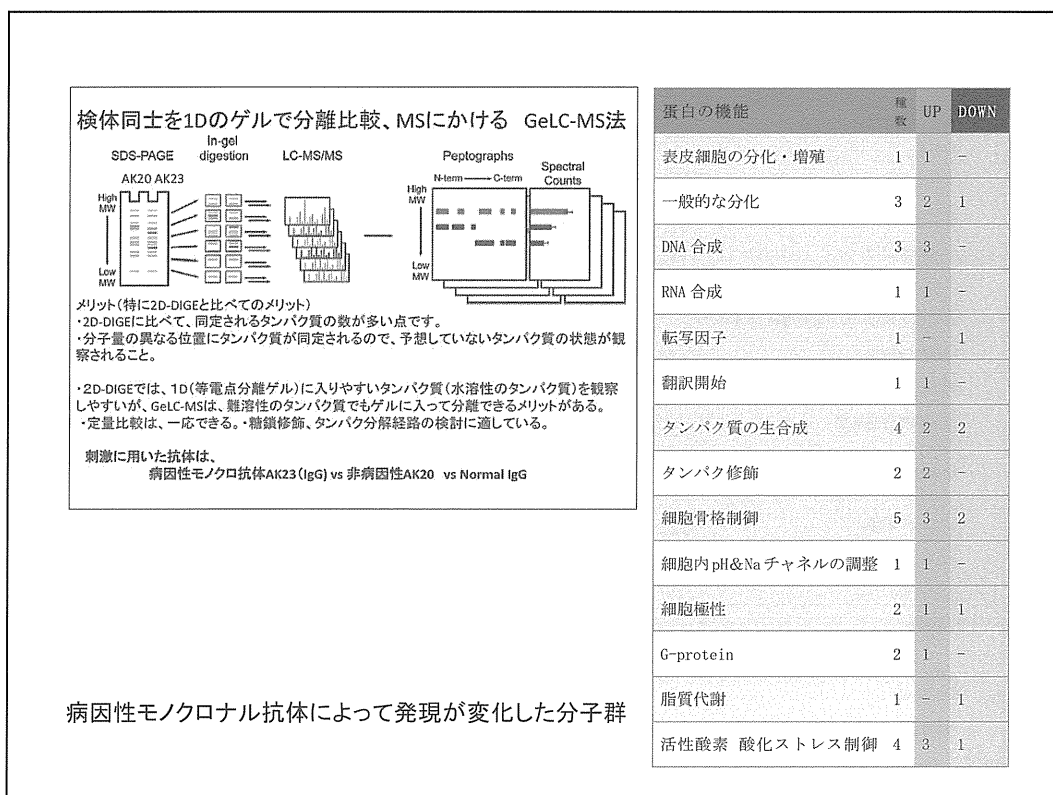 検体同士を1Dのゲルで分離比較、MSにかける GeLC-MS法
SDS-PAGE
In-gel
digestion
LC-MS/MS
Peptographs
AK20 AK23
N-term
C-term
Spectral
Counts
High
MW
Low
MW
High
MW
Low
MW
メリット(特に2D-DIGEと比べてのメリット)
・2D-DIGEに比べて、同定されるタンパク質の数が多い点です。
・分子量の異なる位置にタンパク質が同定されるので、予想していないタンパク質の状態が観
察されること。
・2D-DIGEでは、1D(等電点分離ゲル)に入りやすいタンパク質(水溶性のタンパク質)を観察
しやすいが、GeLC-MSは、難溶性のタンパク質でもゲルに入って分離できるメリットがある。
・定量比較は、一応できる。・糖鎖修飾、タンパク分解経路の検討に適している。
刺激に用いた抗体は、
病因性モノクロ抗体AK23(IgG) vs 非病因性AK20 vs Normal IgG
蛋白の機能 種数 UP DOWN
表皮細胞の分化・増殖 1 1 -
一般的な分化 3 2 1
DNA 合成 3 3 -
RNA 合成 1 1 -
転写因子 1 - 1
翻訳開始 1 1 -
タンパク質の生合成 4 2 2
タンパク修飾 2 2 -
細胞骨格制御 5 3 2
細胞内 pH&Na チャネルの調整 1 1 -
細胞極性 2 1 1
G-protein 2 1 -
脂質代謝 1 - 1
活性酸素 酸化ストレス制御 4 3 1
病因性モノクロナル抗体によって発現が変化した分子群